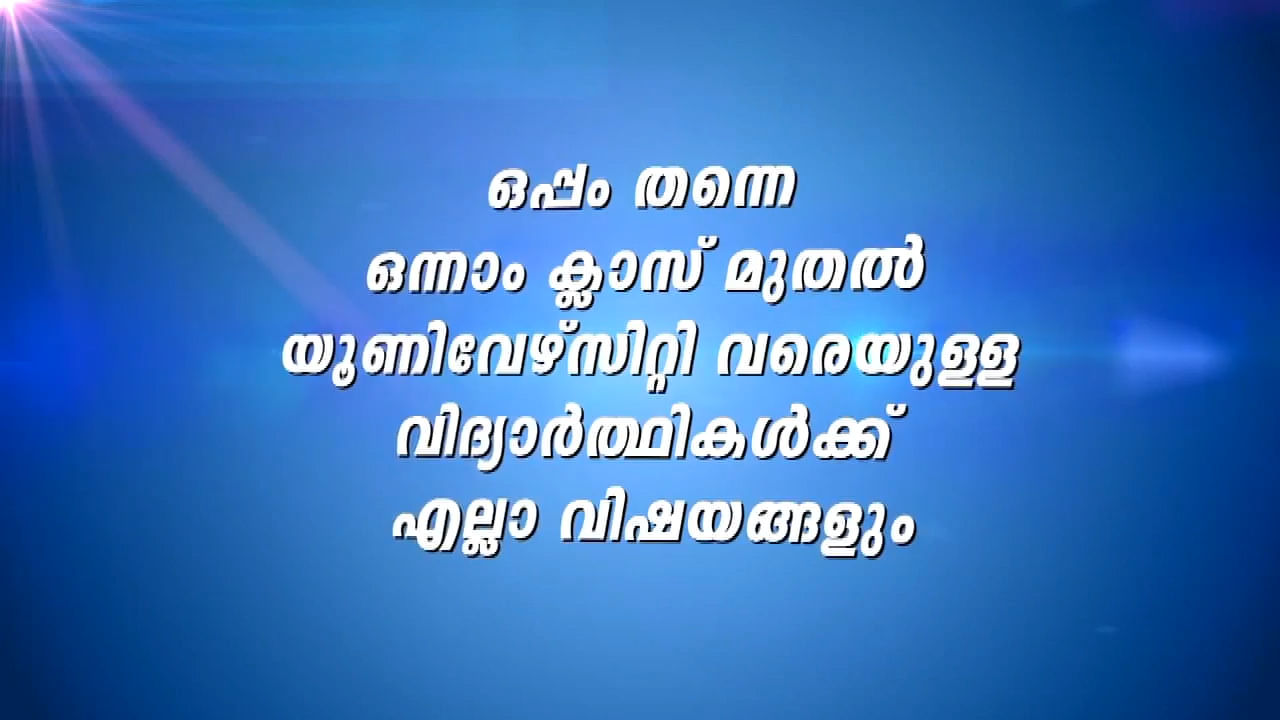 ഒപ്പം തന്നെ
ഒന്നാം ക്ലാസ് മുതൽ
യൂണിവേഴ്സിറ്റി വരെയുള്ള
വിദ്യാർത്ഥികൾക്ക്
എല്ലാ വിഷയങ്ങളും